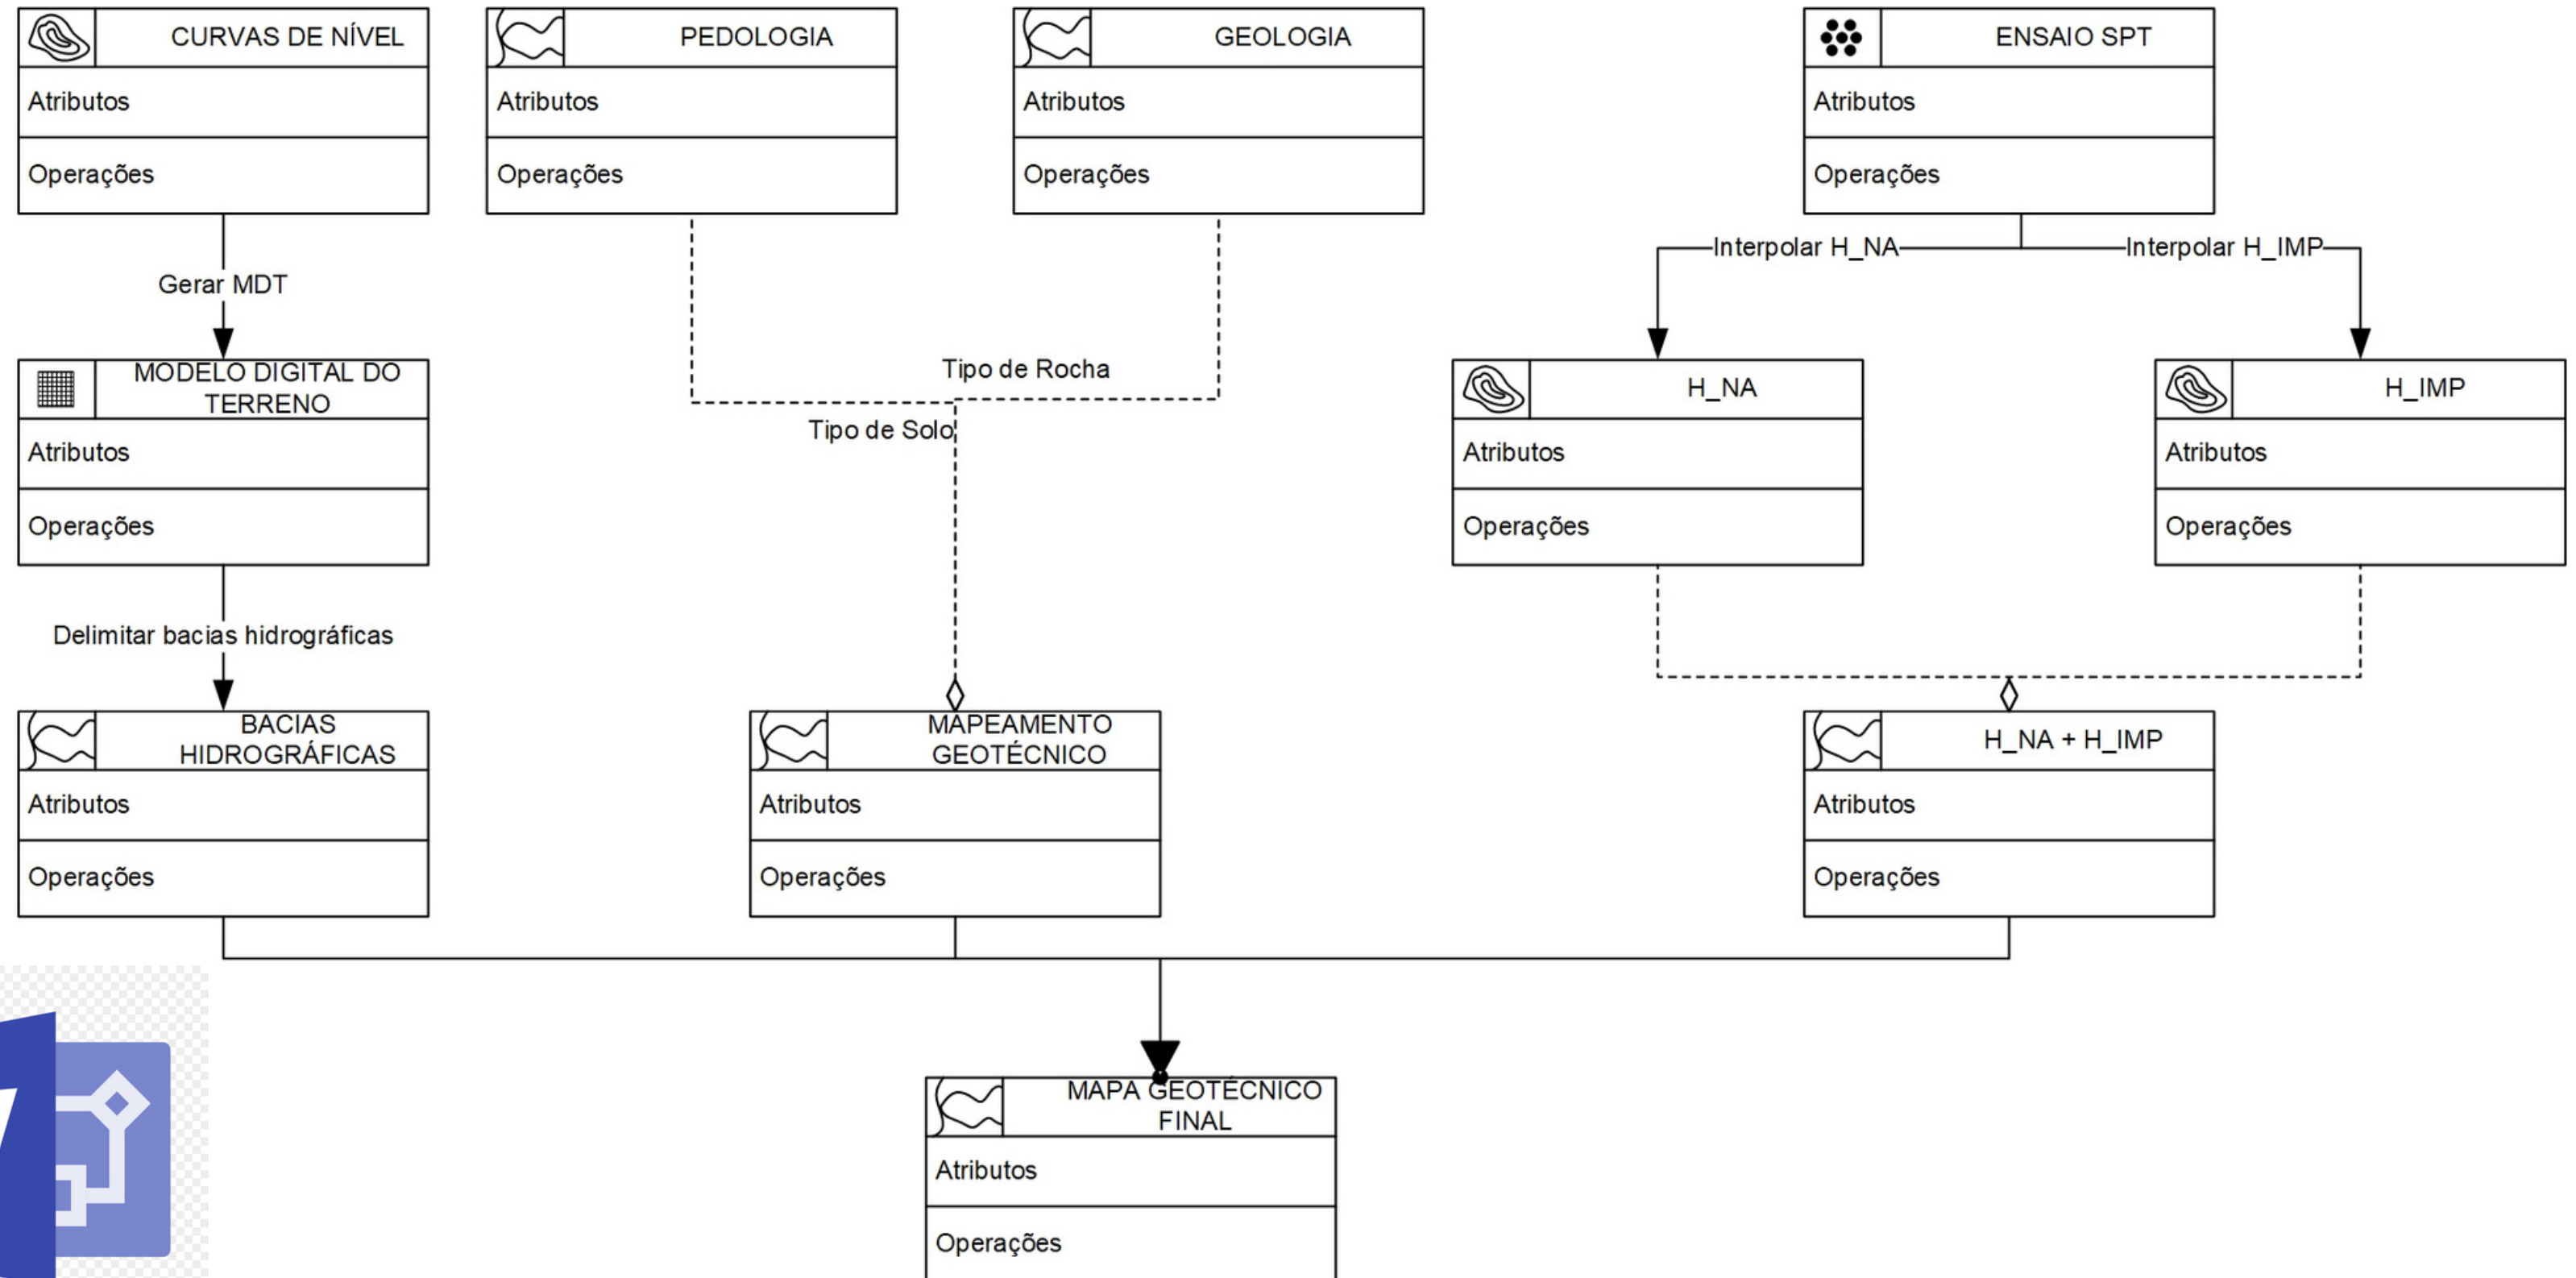 CURVAS DE NÍVEL
Atributos
Operações
PEDOLOGIA
Atributos
Operações
GEOLOGIA
Atributos
Operações
ENSAIO SPT
Atributos
Operações
Gerar MDT
Interpolar H_NA
Interpolar H_IMP
Tipo de Rocha
Tipo de Solo
MODELO DIGITAL DO
TERRENO
Atributos
Operações
H_NA
Atributos
Operações
H_IMP
Atributos
Operações
Delimitar bacias hidrográficas
BACIAS
HIDROGRÁFICAS
Atributos
Operações
MAPEAMENTO
GEOTÉCNICO
Atributos
Operações
H_NA + H_IMP
Atributos
Operações
MAPA GEOTÉCNICO
FINAL
Atributos
Operações